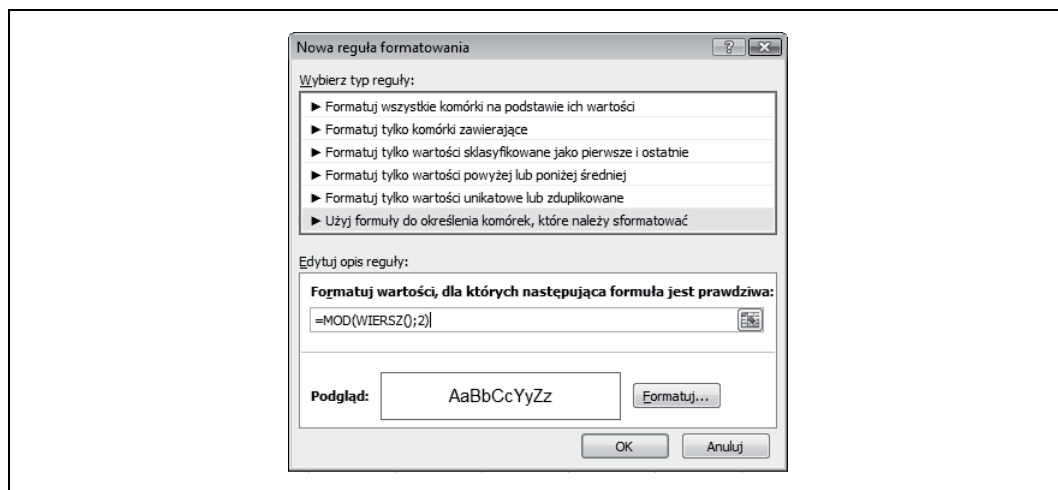 Nowa reguła formatowania
Wybierz typ reguły:
► Formatuj wszystkie komórki na podstawie ich wartości
► Formatuj tylko komórki zawierające
► Formatuj tylko wartości sklasyfikowane jako pierwsze i ostatnie
► Formatuj tylko wartości powyżej lub poniżej średniej
► Formatuj tylko wartości unikatowe lub zduplikowane
► Użyj formuły do określenia komórek, które należy sformatować
Edytuj opis reguły:
Formatuj wartości, dla których następująca formuła jest prawdziwa:
=MOD(WIERSZ();2)
Podgląd: AaBbCcYyZz Formatuj...
OK Anuluj